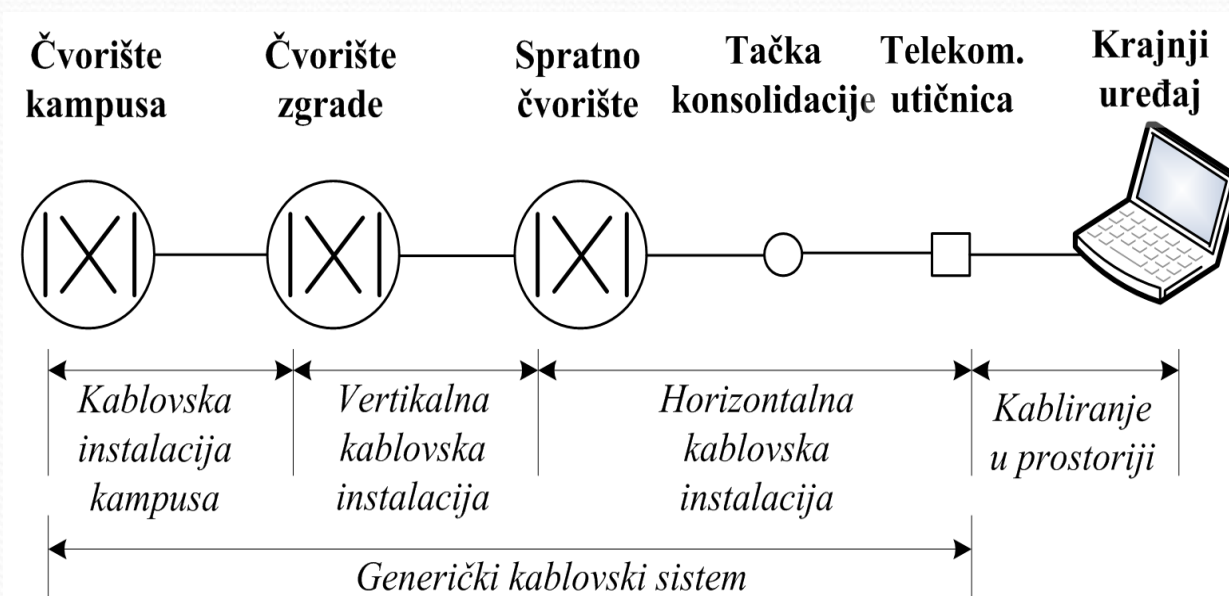 Čvorište
kampusa
Čvorište
zgrade
Spratno
čvorište
Tačka
konsolidacije
Telekom.
utičnica
Krajnji
uređaj
Kablovska
instalacija
kampusa
Vertikalna
kablovska
instalacija
Horizontalna
kablovska
instalacija
Kabliranje
u prostoriji
Generički kablovski sistem